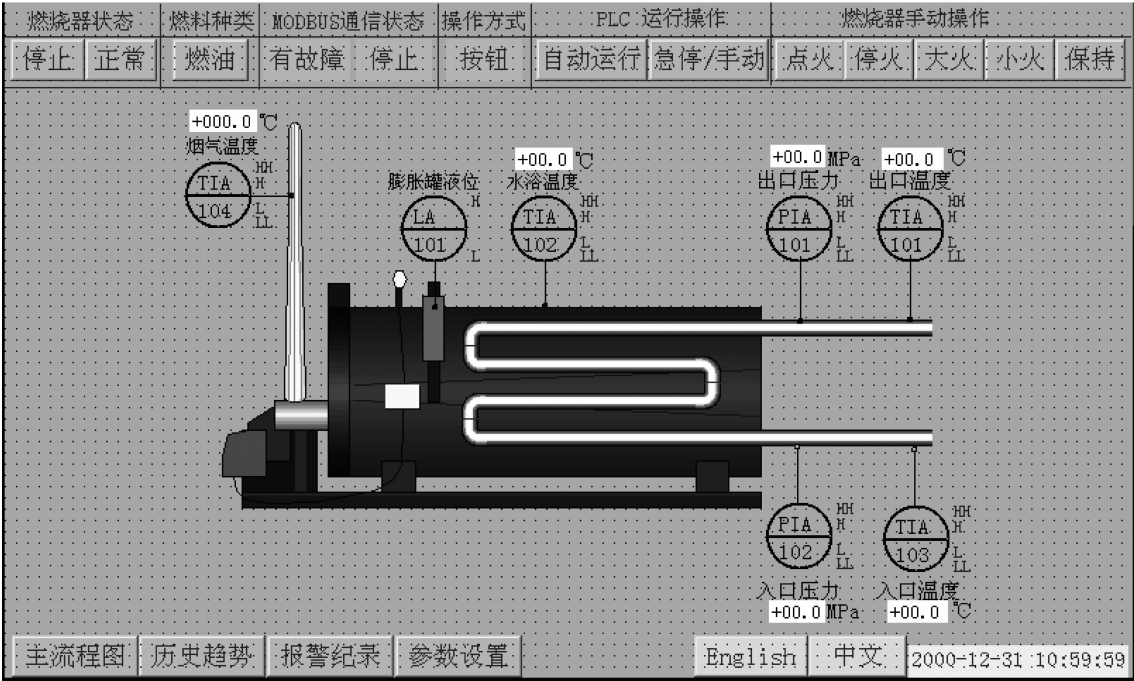 燃烧器状态 燃料种类 MODBUS通信状态 操作方式 PLC 运行操作 燃烧器手动操作
停止 正常 燃油 有故障 停止 按钮 自动运行 急停/手动 点火 停火 大火 小火 保持
+000.0 ℃
烟气温度
TIA
104
HH
H
L
LL
膨胀罐液位
LA
101
H
L
+00.0 ℃
水浴温度
TIA
102
HH
H
L
LL
+00.0 MPa
出口压力
PIA
101
HH
H
L
LL
+00.0 ℃
出口温度
TIA
101
HH
H
L
LL
PIA
102
HH
H
L
LL
入口压力
+00.0 MPa
TIA
103
HH
H
L
LL
入口温度
+00.0 ℃
主流程图 历史趋势 报警纪录 参数设置 English 中文 2000-12-31 10:59:59